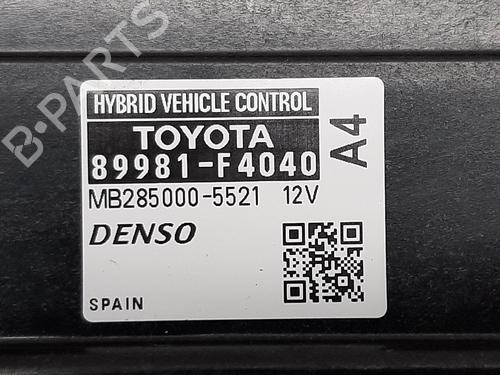 B-PARTS
HYBRID VEHICLE CONTROL
TOYOTA
89981-F4040
A4
MB285000-5521 12V
DENSO
SPAIN